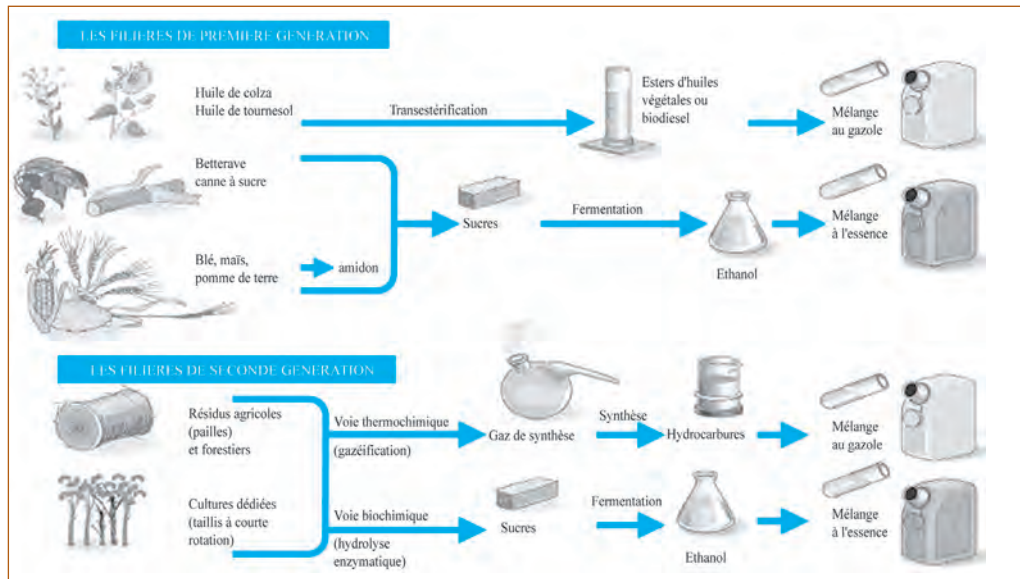 LES FILIERES DE PREMIERE GENERATION
Huile de colza
Huile de tournesol
Transestérification
Esters d'huiles
végétales ou
biodiesel
Mélange
au gazole
Betterave
canne à sucre
Sucres
Fermentation
Ethanol
Mélange
à l'essence
Blé, maïs,
pomme de terre
amidon
LES FILIERES DE SECONDE GENERATION
Résidus agricoles
(pailles)
et forestiers
Voie thermochimique
(gazéification)
Gaz de synthèse
Synthèse
Hydrocarbures
Mélange
au gazole
Cultures dédiées
(taillis à courte
rotation)
Voie biochimique
(hydrolyse
enzymatique)
Sucres
Fermentation
Ethanol
Mélange
à l'essence